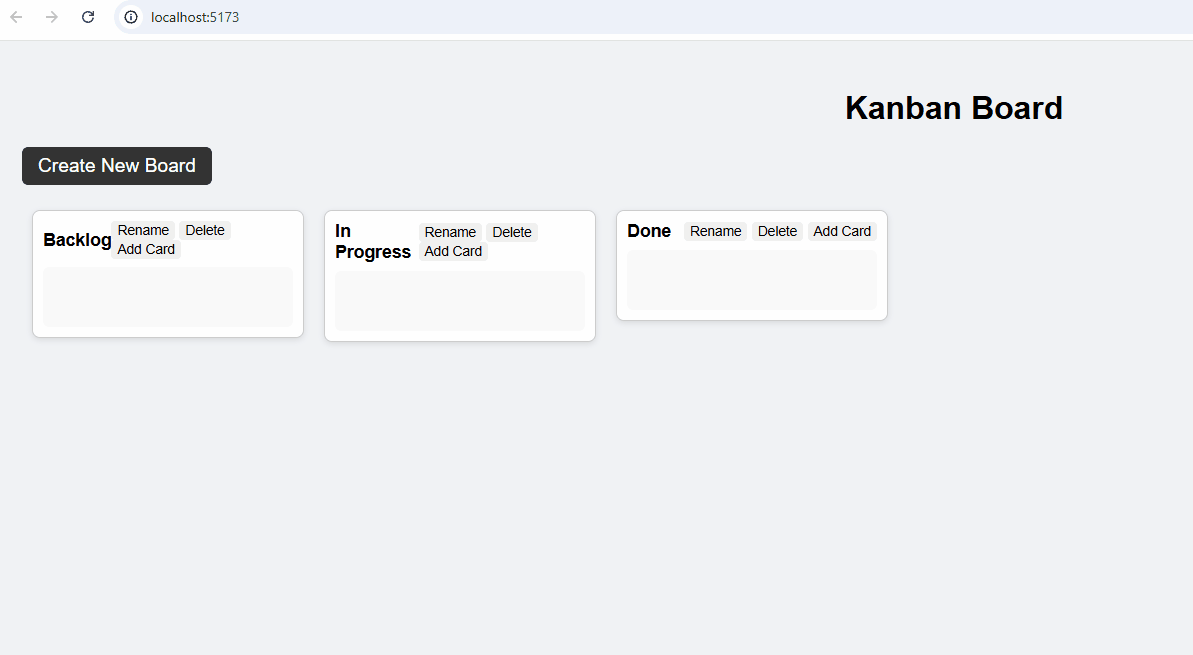 localhost:5173
Kanban Board
Create New Board
Backlog
Rename Delete
Add Card
In
Progress
Rename Delete
Add Card
Done
Rename Delete Add Card